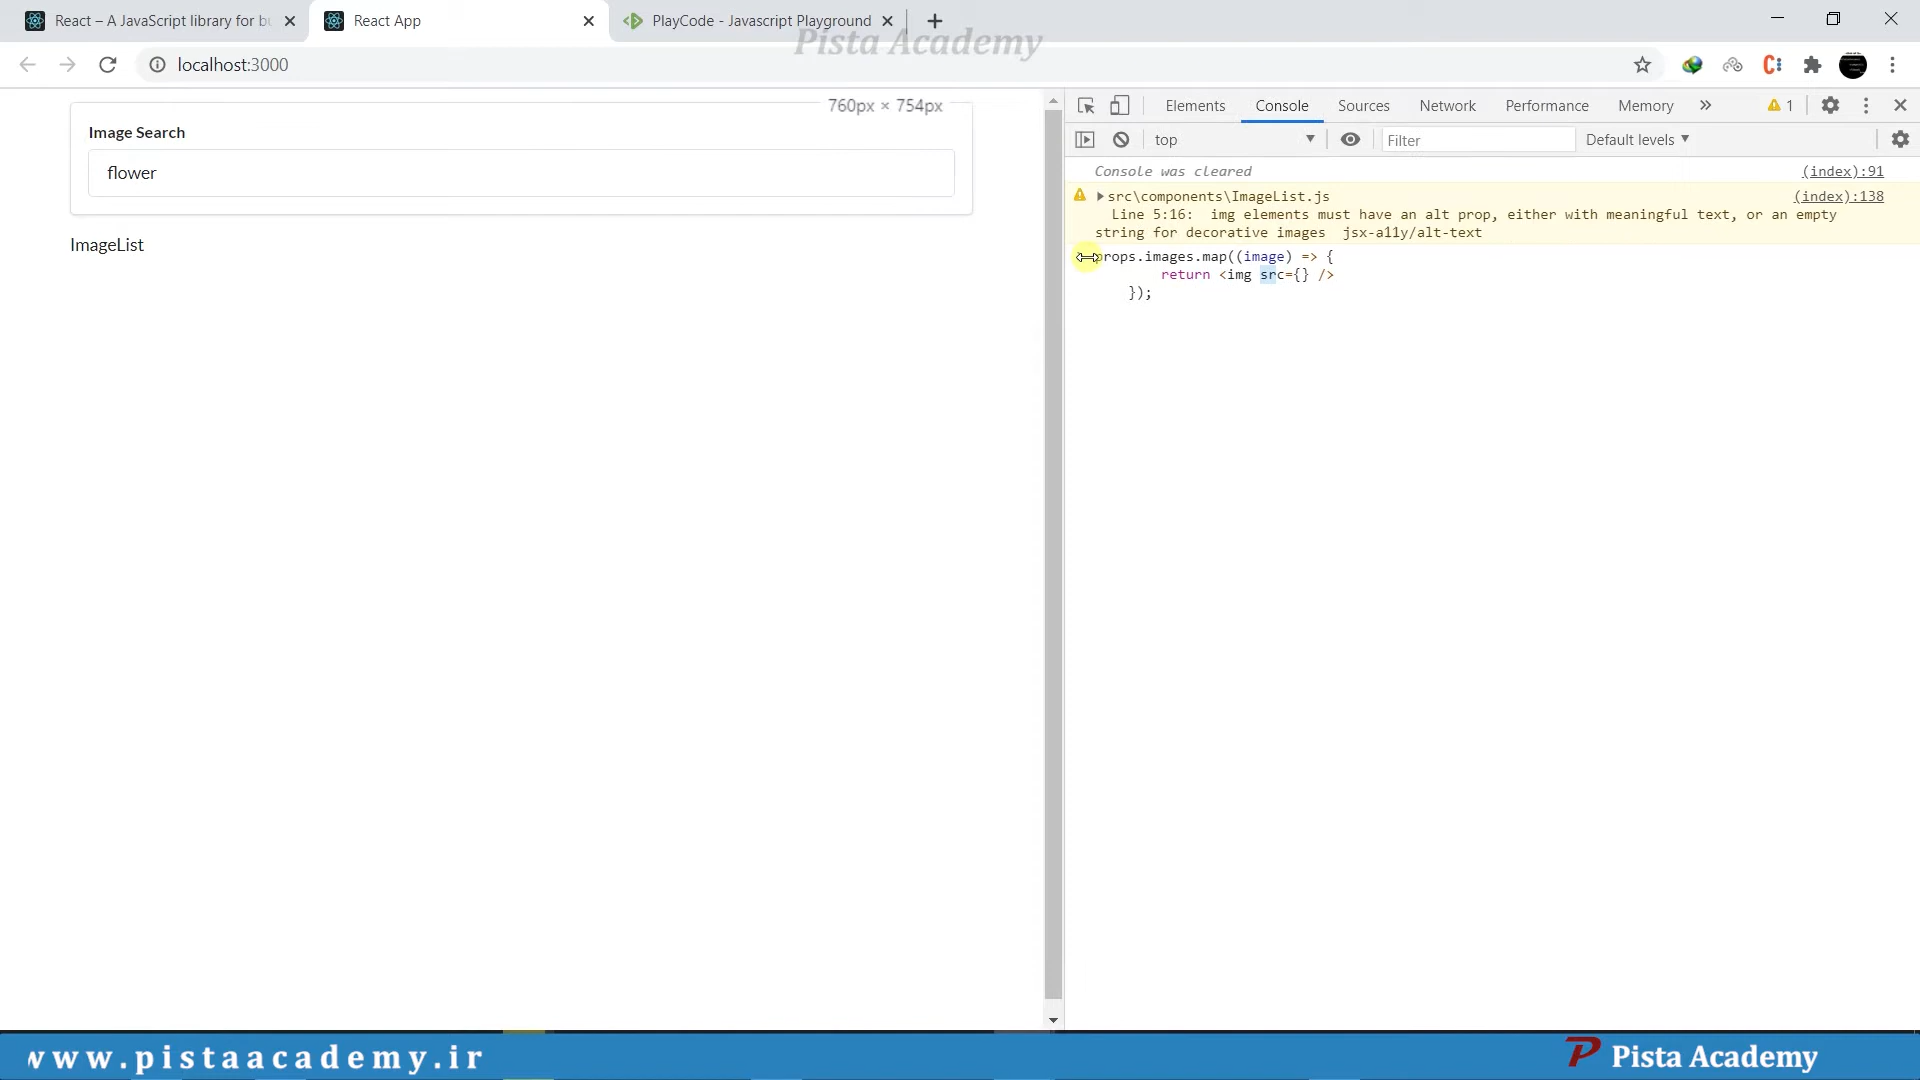 React – A JavaScript library for bu
React App
PlayCode - Javascript Playground
Pista Academy
localhost:3000
760px × 754px
Image Search
flower
ImageList
Elements
Console
Sources
Network
Performance
Memory
1
top
Filter
Default levels
Console was cleared
(index):91
src\components\ImageList.js
(index):138
Line 5:16:  img elements must have an alt prop, either with meaningful text, or an empty
string for decorative images  jsx-a11y/alt-text
props.images.map((image) => {
return <img src={} />
});
www.pistaacademy.ir
Pista Academy